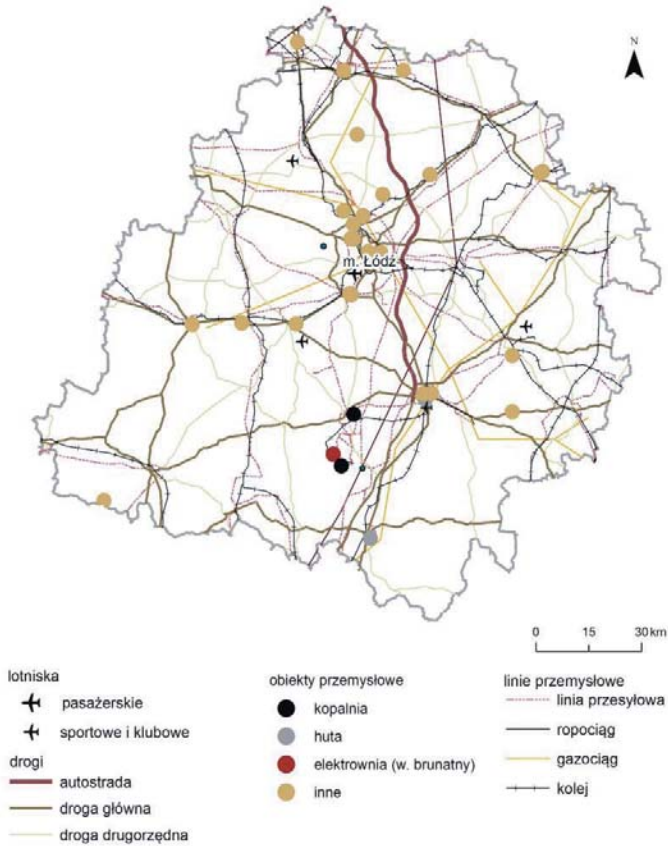 N
m. Łódź
0 15 30 km
lotniska
pasażerskie
sportowe i klubowe
drogi
autostrada
droga główna
droga drugorzędna
obiekty przemysłowe
kopalnia
huta
elektrownia (w. brunatny)
inne
linie przemysłowe
linia przesyłowa
ropociąg
gazociąg
kolej